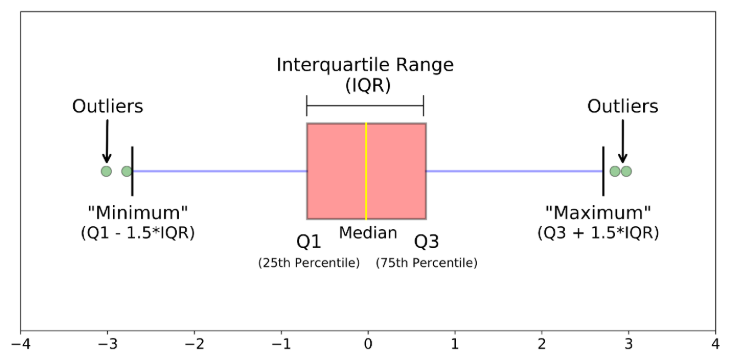 Interquartile Range
(IQR)
Outliers
Outliers
"Minimum"
"Maximum"
(Q1 - 1.5*IQR)
(Q3 + 1.5*IQR)
Median
Q1
Q3
(25th Percentile)
(75th Percentile)
−4
−3
−2
−1
0
1
2
3
4